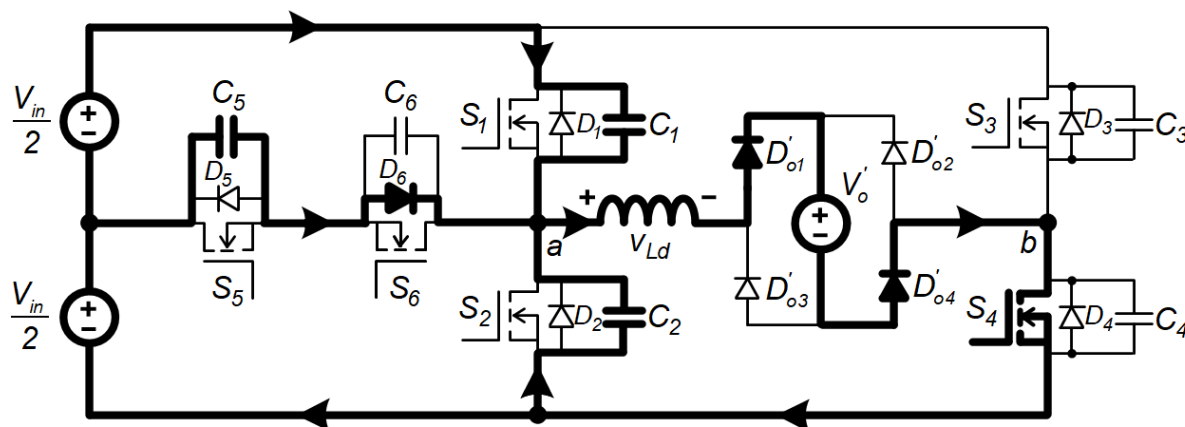 V_in/2
V_in/2
C5
D5
S5
C6
D6
S6
S1
D1
C1
S2
D2
C2
a
+ −
vLd
D'o1
D'o3
V'o
D'o2
D'o4
b
S3
D3
C3
S4
D4
C4